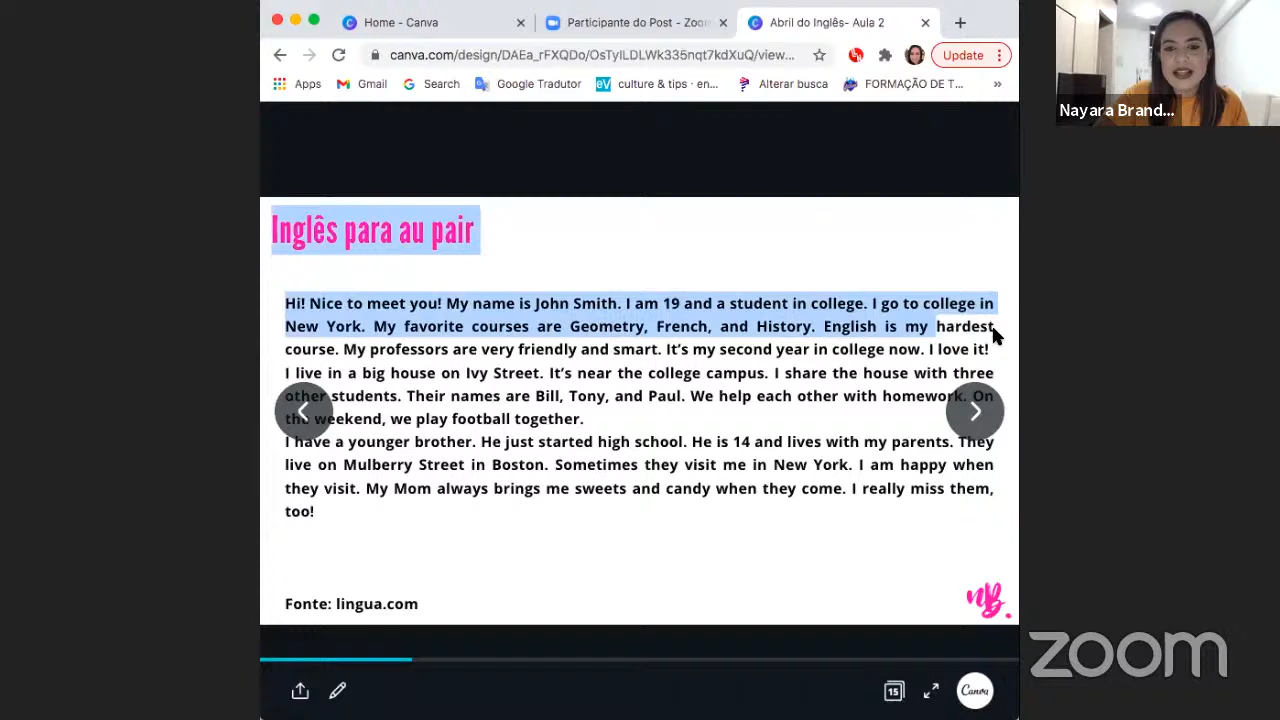 Home - Canva
Participante do Post - Zoom
Abril do Inglês- Aula 2
canva.com/design/DAEa_rFXQDo/OsTyILDLWk335nqt7kdXuQ/view...
Update
Apps
Gmail
Search
Google Tradutor
culture & tips · en...
Alterar busca
FORMAÇÃO DE T...
»
Nayara Brand...
Inglês para au pair
Hi! Nice to meet you! My name is John Smith. I am 19 and a student in college. I go to college in
New York. My favorite courses are Geometry, French, and History. English is my hardest
course. My professors are very friendly and smart. It's my second year in college now. I love it!
I live in a big house on Ivy Street. It's near the college campus. I share the house with three
other students. Their names are Bill, Tony, and Paul. We help each other with homework. On
the weekend, we play football together.
I have a younger brother. He just started high school. He is 14 and lives with my parents. They
live on Mulberry Street in Boston. Sometimes they visit me in New York. I am happy when
they visit. My Mom always brings me sweets and candy when they come. I really miss them,
too!
Fonte: lingua.com
nB.
zoom
15
Canva